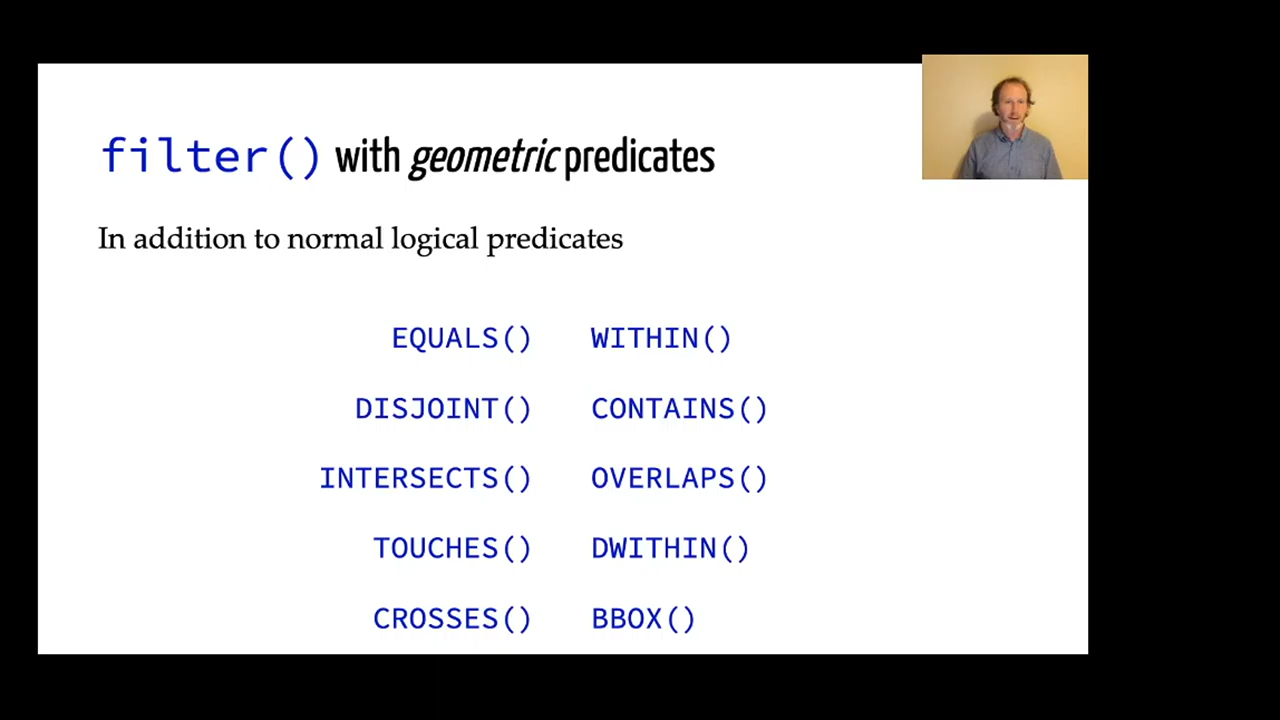 filter() with geometric predicates
In addition to normal logical predicates
EQUALS() WITHIN()
DISJOINT() CONTAINS()
INTERSECTS() OVERLAPS()
TOUCHES() DWITHIN()
CROSSES() BBOX()